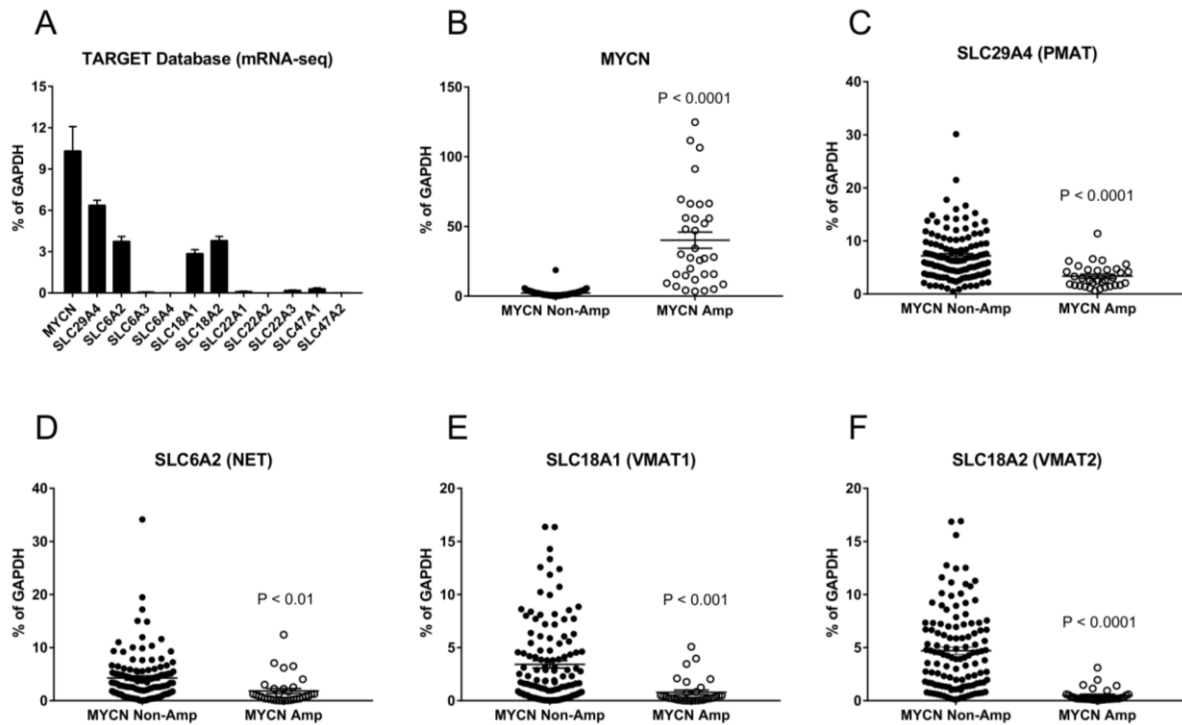 A
TARGET Database (mRNA-seq)
% of GAPDH
15
12
9
6
3
0
MYCN
SLC29A4
SLC6A2
SLC6A3
SLC6A4
SLC18A1
SLC18A2
SLC22A1
SLC22A2
SLC22A3
SLC47A1
SLC47A2
B
MYCN
% of GAPDH
150
100
50
0
P < 0.0001
MYCN Non-Amp
MYCN Amp
C
SLC29A4 (PMAT)
% of GAPDH
40
30
20
10
0
P < 0.0001
MYCN Non-Amp
MYCN Amp
D
SLC6A2 (NET)
% of GAPDH
40
30
20
10
0
P < 0.01
MYCN Non-Amp
MYCN Amp
E
SLC18A1 (VMAT1)
% of GAPDH
20
15
10
5
0
P < 0.001
MYCN Non-Amp
MYCN Amp
F
SLC18A2 (VMAT2)
% of GAPDH
20
15
10
5
0
P < 0.0001
MYCN Non-Amp
MYCN Amp